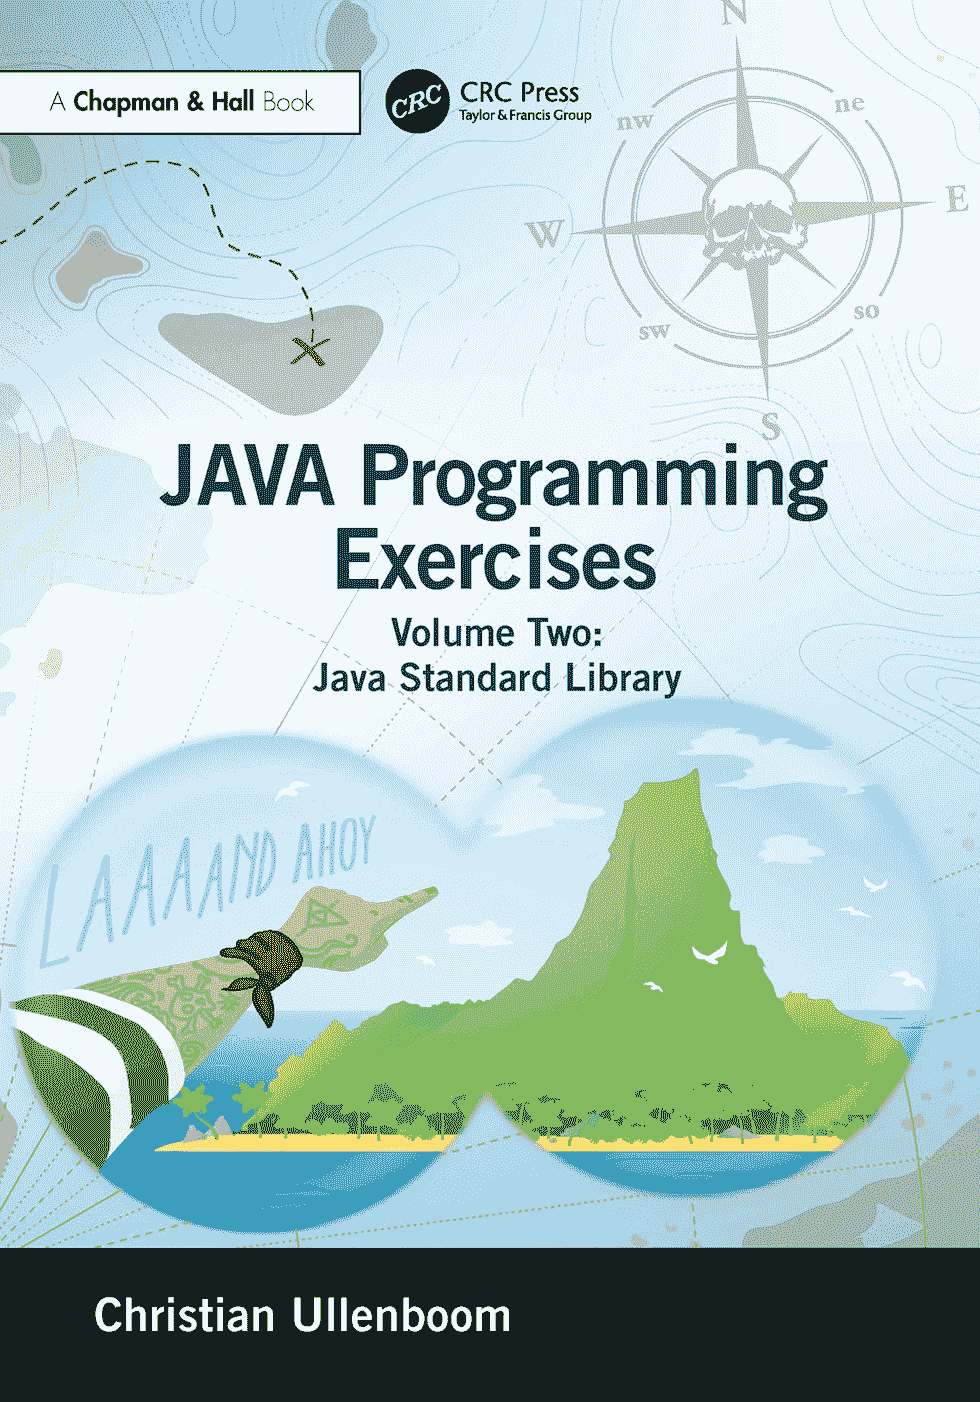 A Chapman & Hall Book
CRC
CRC Press
Taylor & Francis Group
N
nw
ne
W
E
sw
so
S
JAVA Programming
Exercises
Volume Two:
Java Standard Library
LAAAAND AHOY
Christian Ullenboom